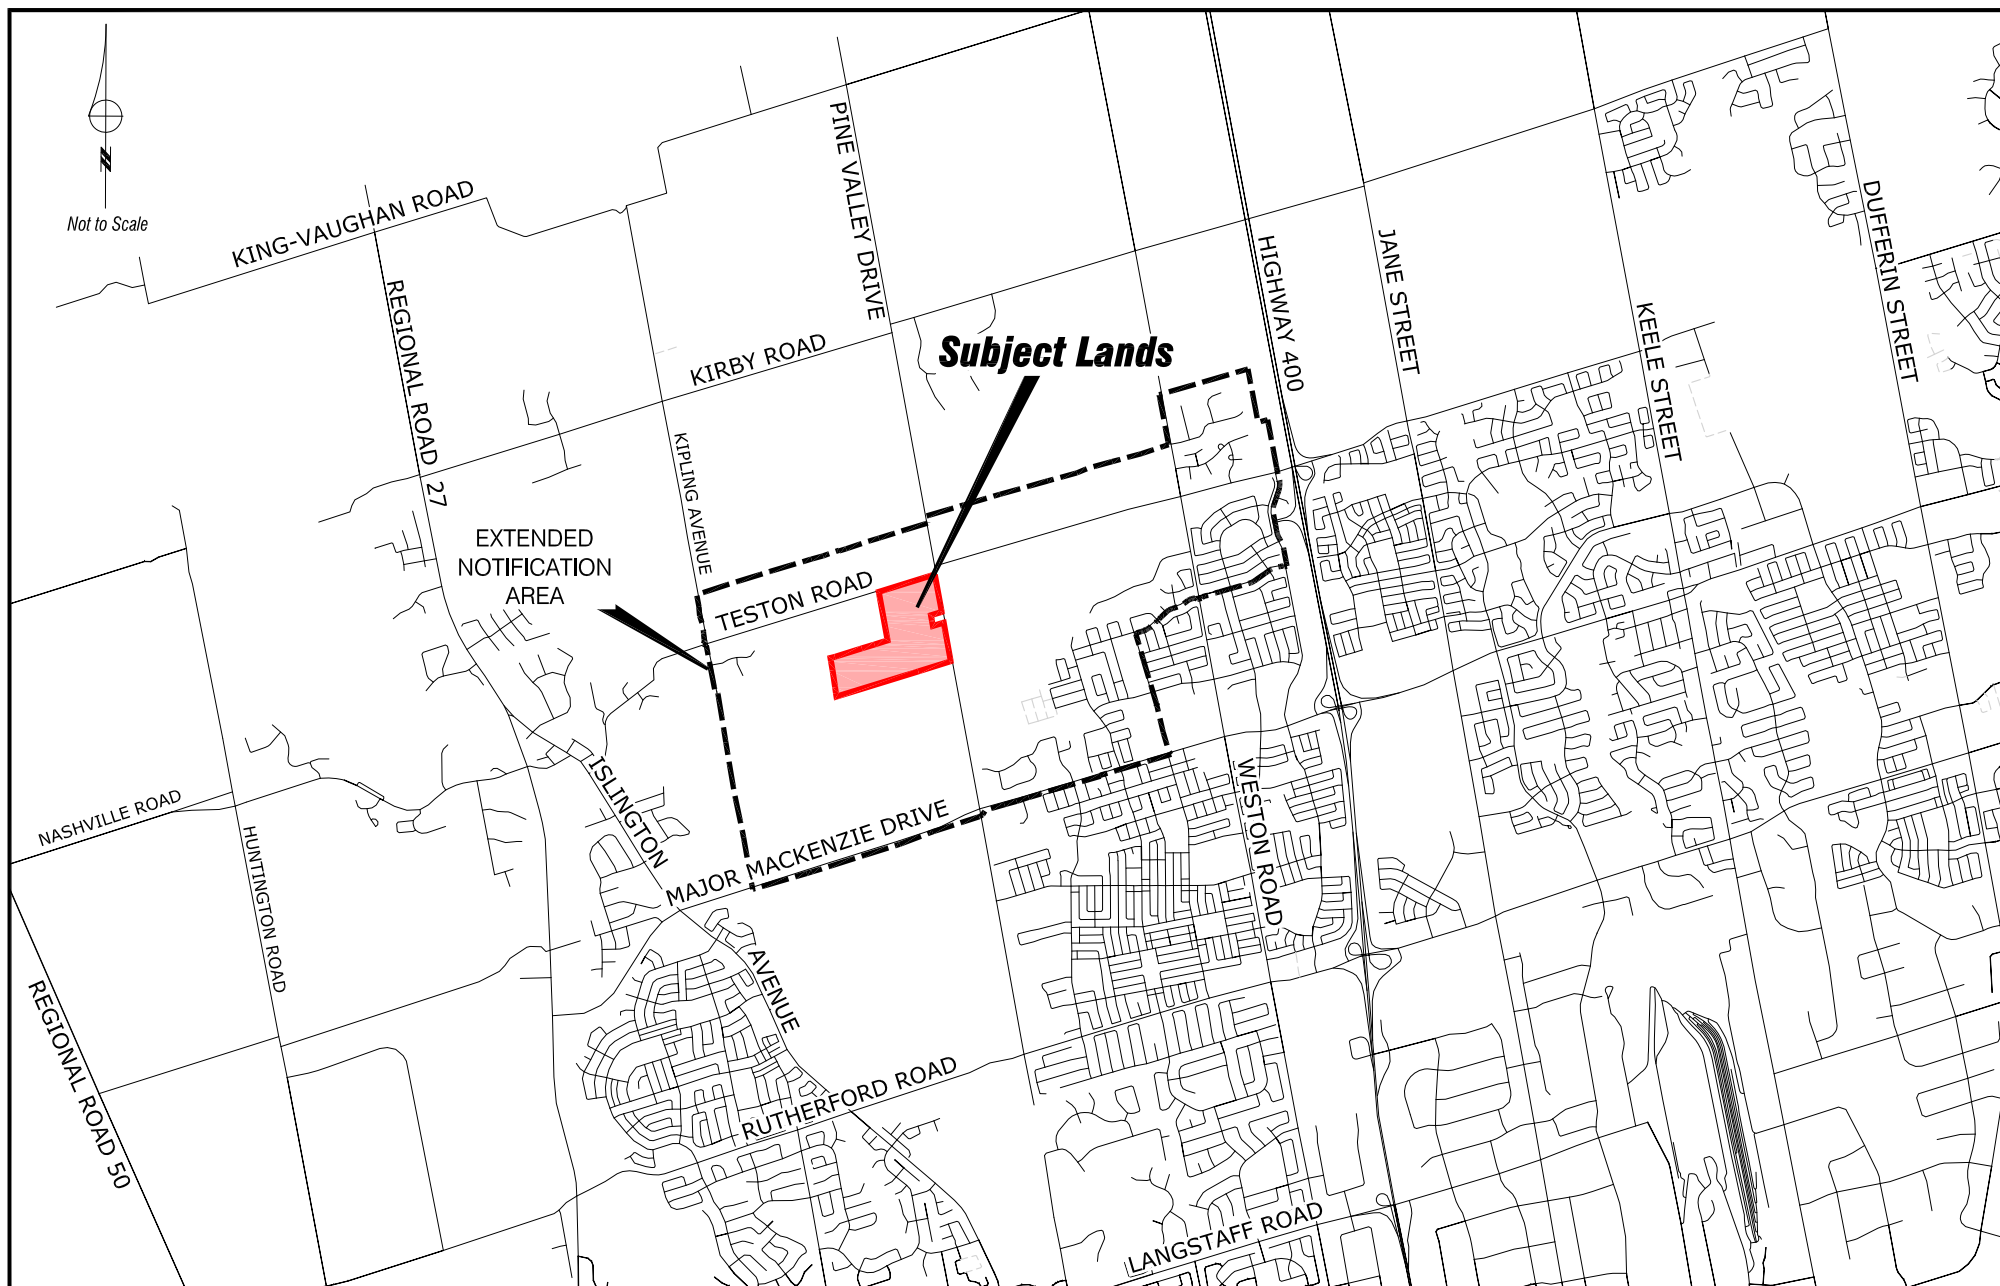 N
Not to Scale
KING-VAUGHAN ROAD
PINE VALLEY DRIVE
REGIONAL ROAD 27
KIRBY ROAD
Subject Lands
HIGHWAY 400
JANE STREET
KEELE STREET
DUFFERIN STREET
KIPLING AVENUE
EXTENDED
NOTIFICATION
AREA
TESTON ROAD
ISLINGTON
AVENUE
NASHVILLE ROAD
HUNTINGTON ROAD
MAJOR MACKENZIE DRIVE
WESTON ROAD
REGIONAL ROAD 50
RUTHERFORD ROAD
LANGSTAFF ROAD